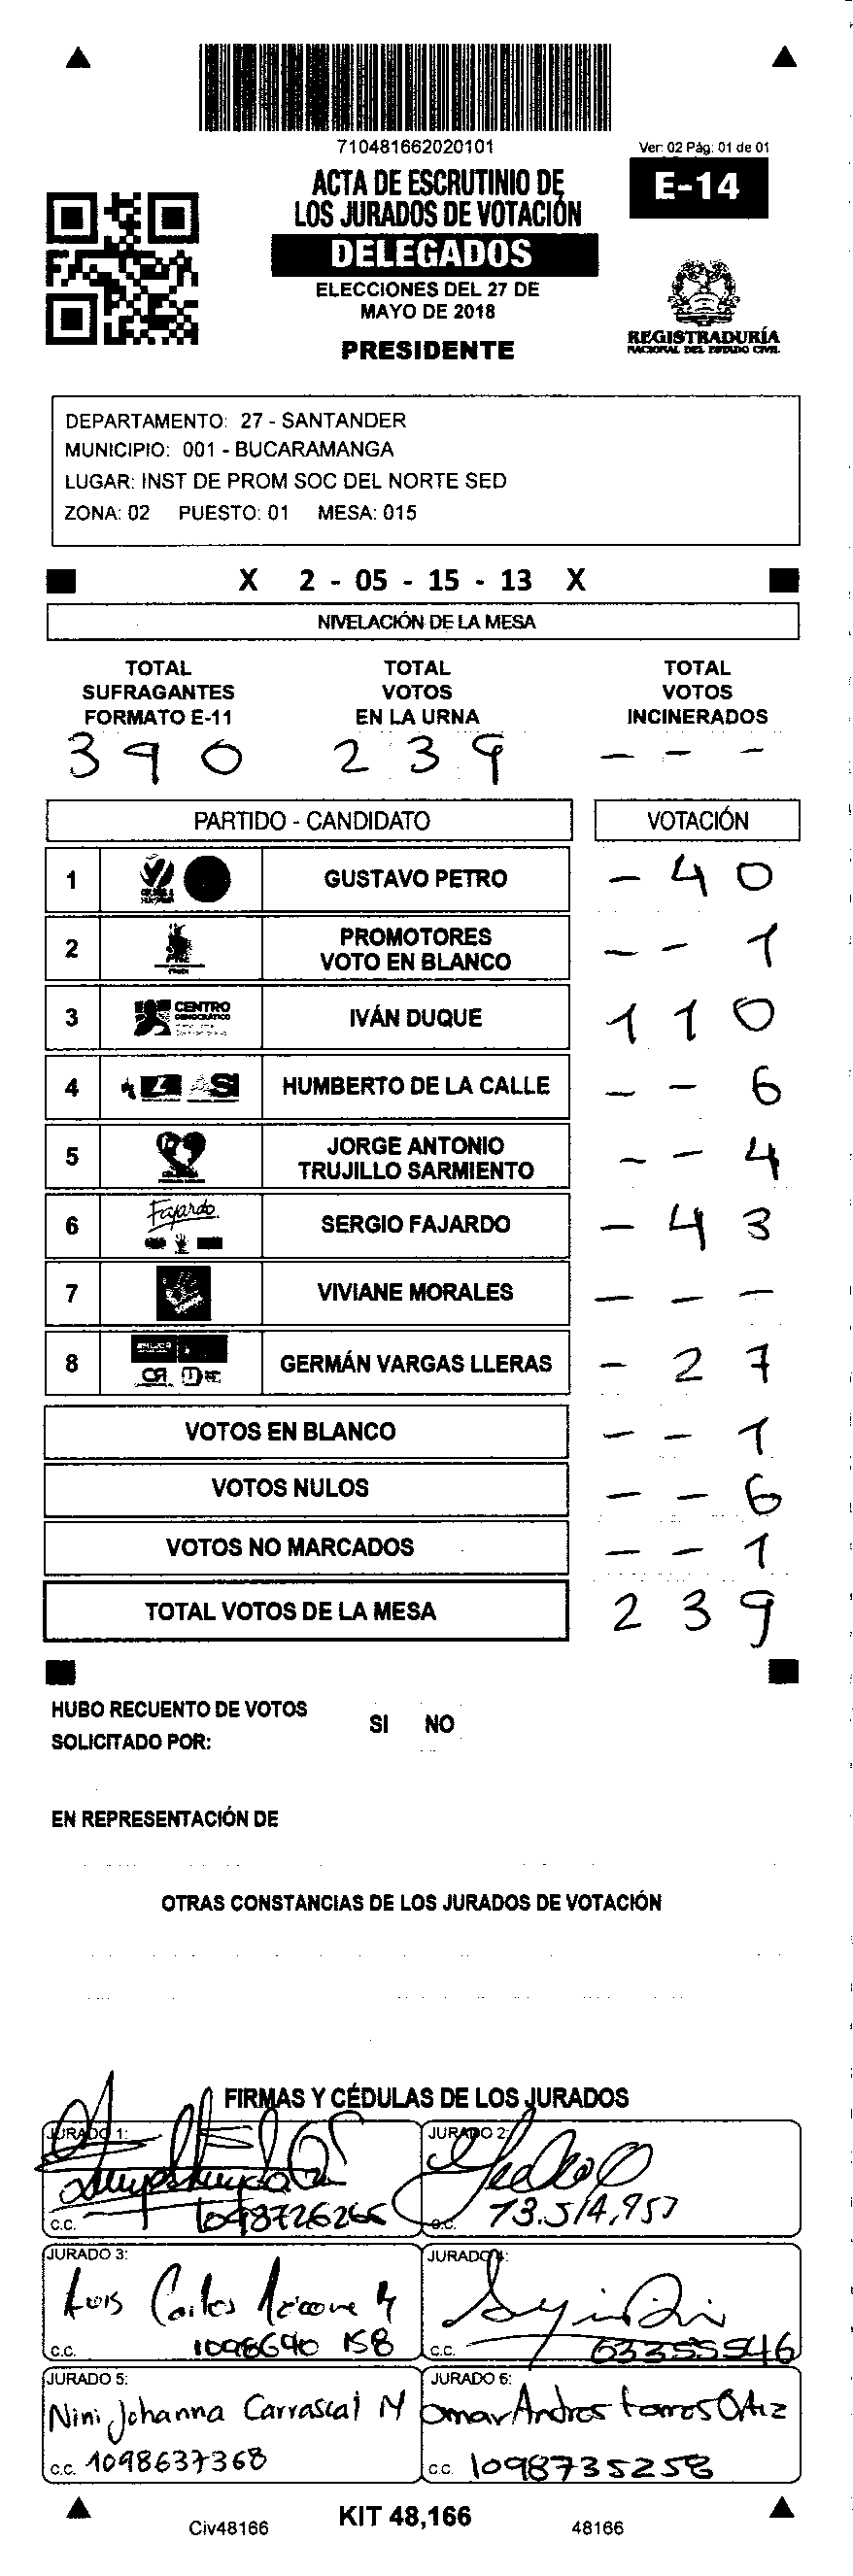 710481662020101
Ver: 02 Pág: 01 de 01
ACTA DE ESCRUTINIO DE
LOS JURADOS DE VOTACIÓN
E-14
DELEGADOS
ELECCIONES DEL 27 DE
MAYO DE 2018
PRESIDENTE
REGISTRADURÍA
NACIONAL DEL ESTADO CIVIL
DEPARTAMENTO: 27 - SANTANDER
MUNICIPIO: 001 - BUCARAMANGA
LUGAR: INST DE PROM SOC DEL NORTE SED
ZONA: 02 PUESTO: 01 MESA: 015
X 2 - 05 - 15 - 13 X
NIVELACIÓN DE LA MESA
TOTAL SUFRAGANTES FORMATO E-11
TOTAL VOTOS EN LA URNA
TOTAL VOTOS INCINERADOS
390 239 - - -
PARTIDO - CANDIDATO VOTACIÓN
1 GUSTAVO PETRO - 4 0
2 PROMOTORES VOTO EN BLANCO - - 1
3 CENTRO DEMOCRÁTICO IVÁN DUQUE 1 1 0
4 L ASI HUMBERTO DE LA CALLE - - 6
5 JORGE ANTONIO TRUJILLO SARMIENTO - - 4
6 Fajardo SERGIO FAJARDO - 4 3
7 VIVIANE MORALES - - -
8 GERMÁN VARGAS LLERAS - 2 7
VOTOS EN BLANCO - - 1
VOTOS NULOS - - 6
VOTOS NO MARCADOS - - 1
TOTAL VOTOS DE LA MESA 2 3 9
HUBO RECUENTO DE VOTOS SI NO
SOLICITADO POR:
EN REPRESENTACIÓN DE
OTRAS CONSTANCIAS DE LOS JURADOS DE VOTACIÓN
FIRMAS Y CÉDULAS DE LOS JURADOS
JURADO 1:
C.C. 1098726266
JURADO 2:
C.C. 13.514,957
JURADO 3:
Luis Carlos
C.C. 1098690 158
JURADO 4:
C.C. 63355546
JURADO 5:
Nini Johanna Carrascal M
C.C. 1098637368
JURADO 6:
Omar Andres torres Ortiz
C.C. 1098735258
Civ48166
KIT 48,166
48166